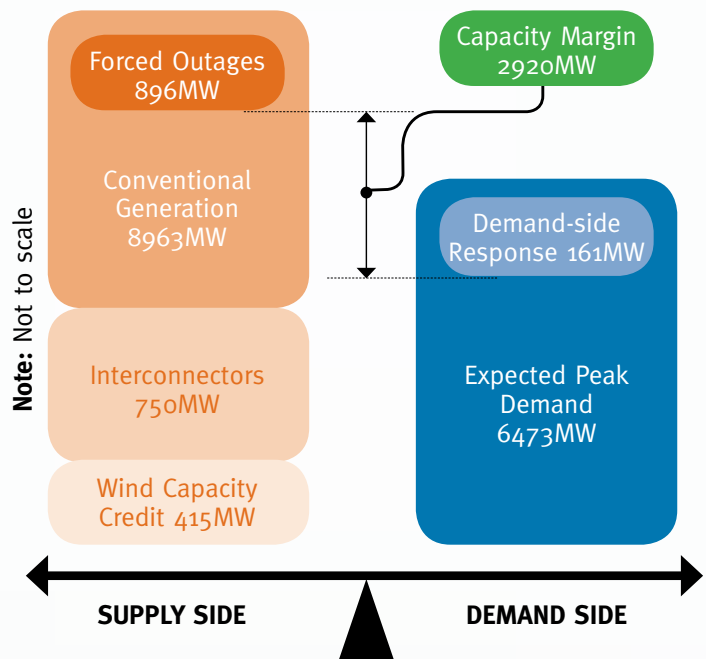 Forced Outages
896MW
Conventional
Generation
8963MW
Interconnectors
750MW
Wind Capacity
Credit 415MW
Capacity Margin
2920MW
Demand-side
Response 161MW
Expected Peak
Demand
6473MW
Note: Not to scale
SUPPLY SIDE
DEMAND SIDE